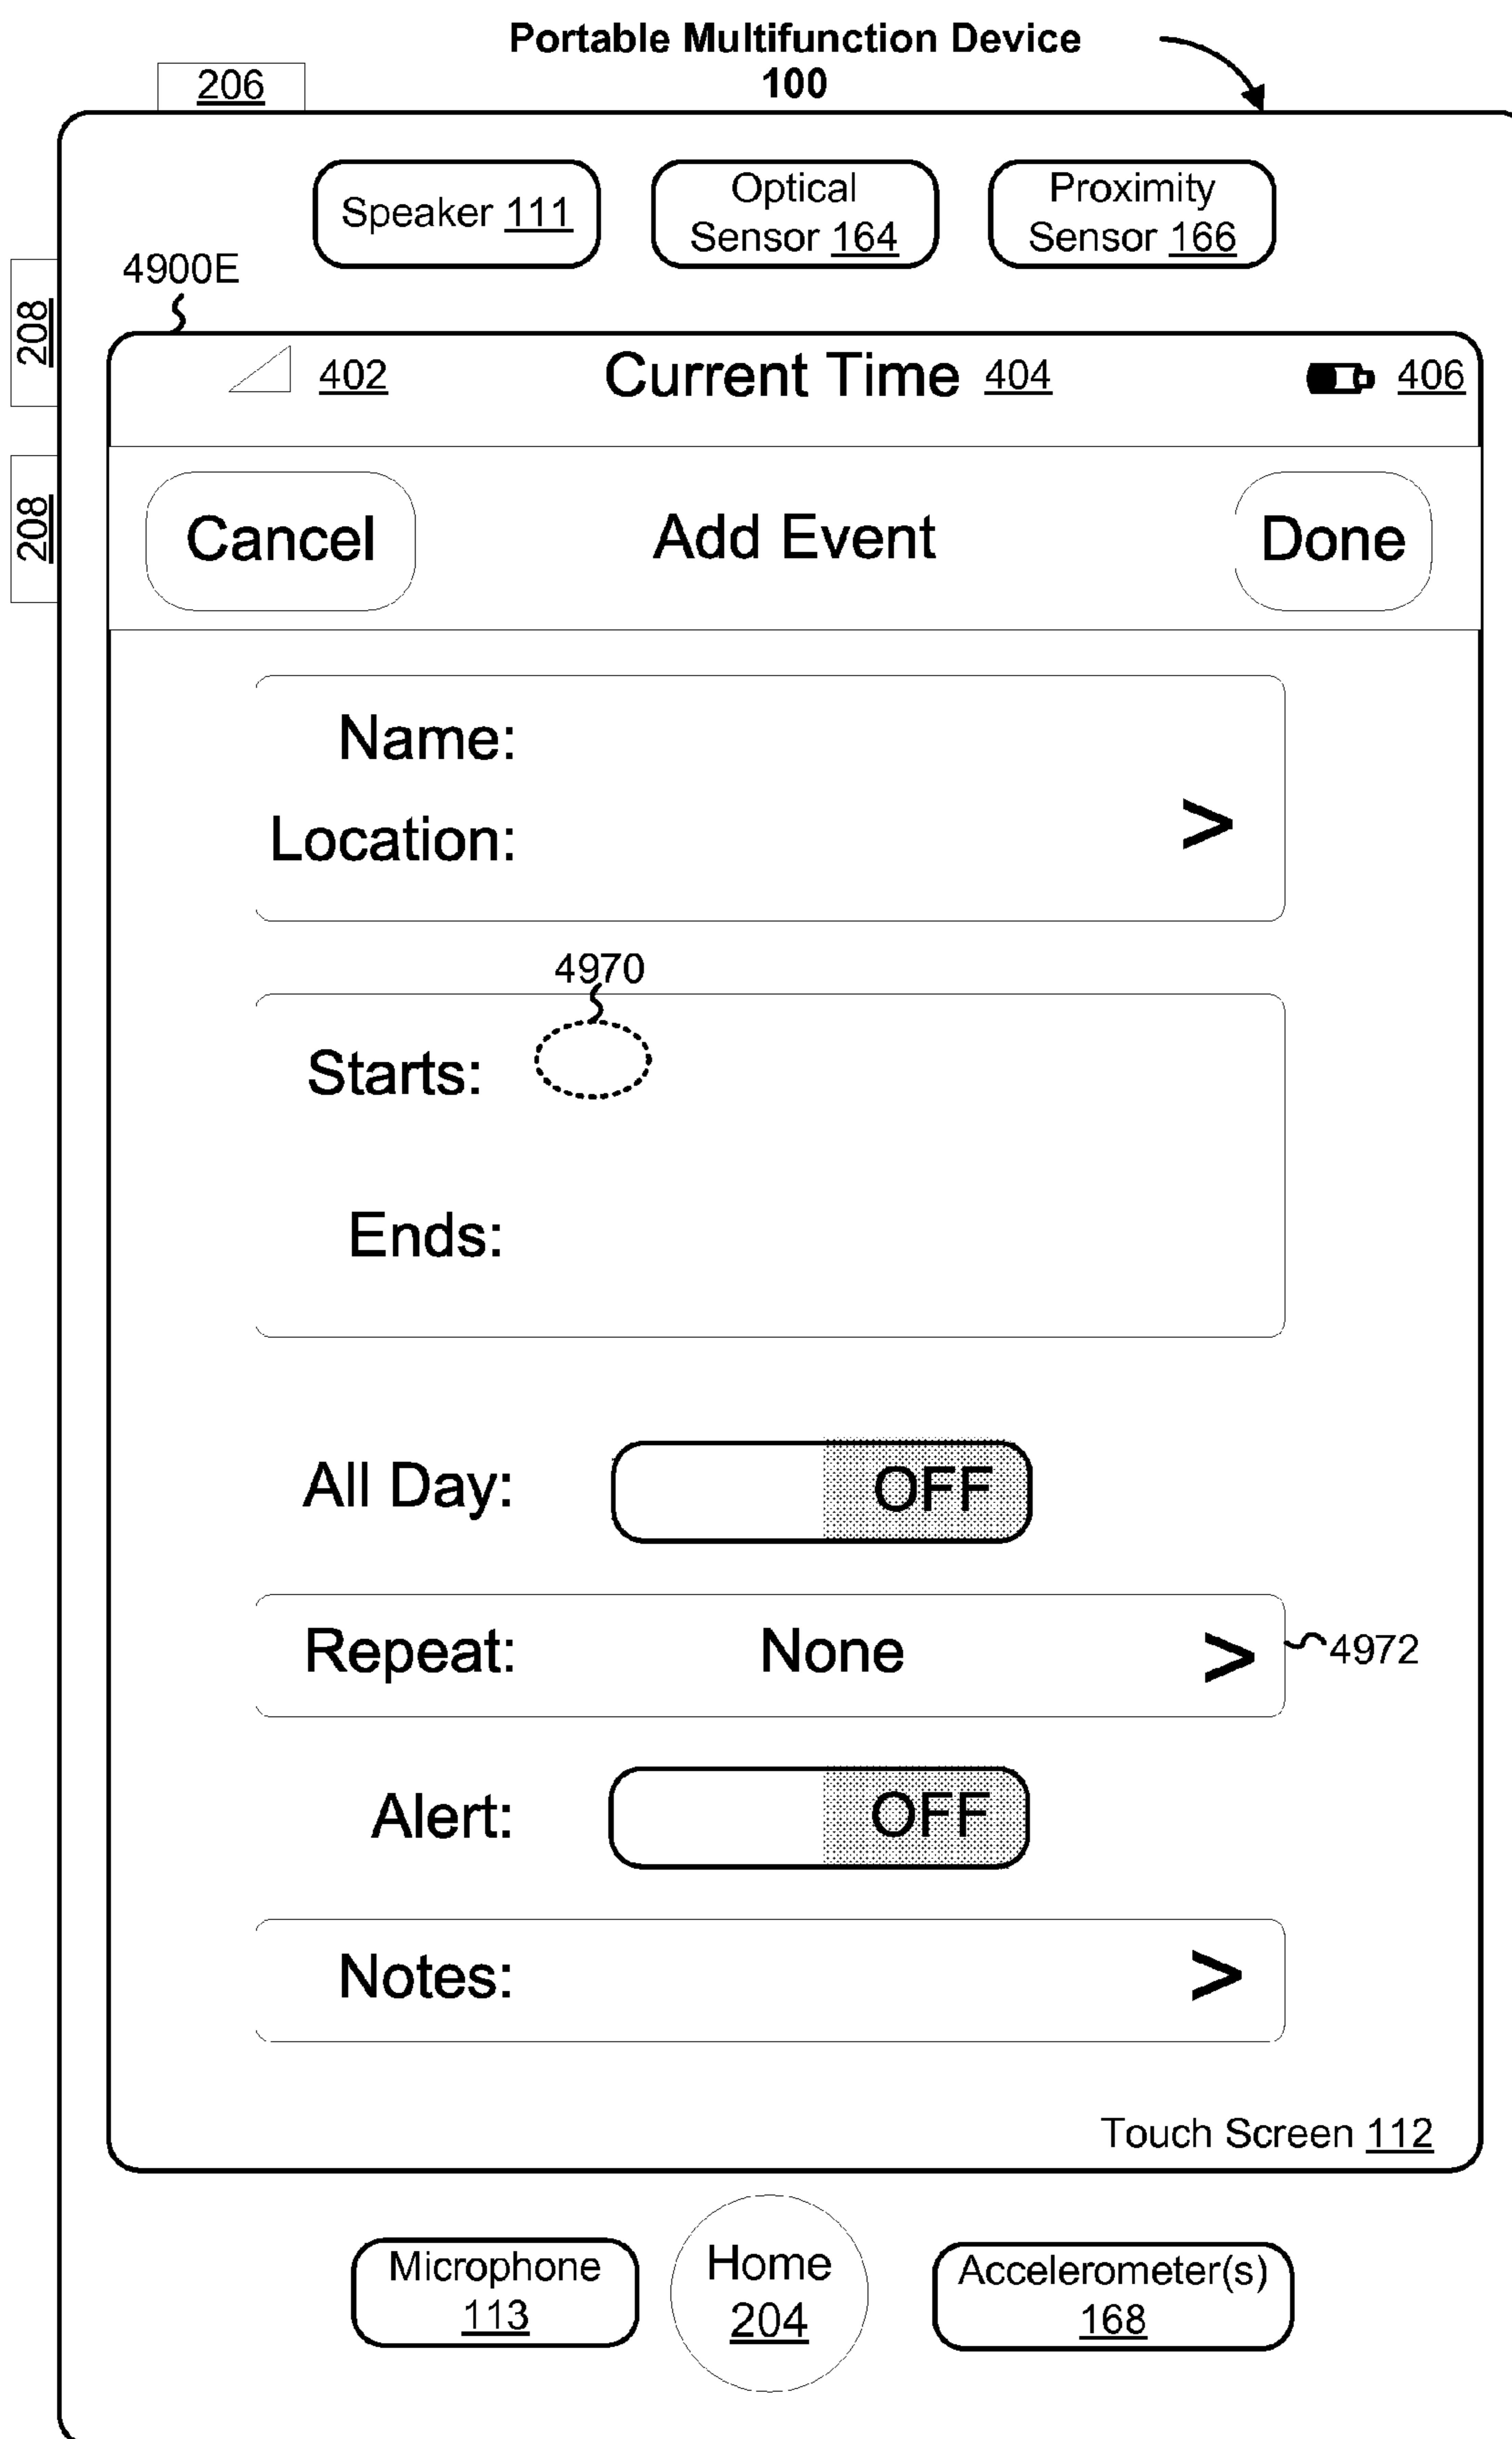 Portable Multifunction Device
100
206
Speaker 111
Optical
Sensor 164
Proximity
Sensor 166
4900E
208
402
Current Time 404
406
208
Cancel
Add Event
Done
Name:
Location:
>
4970
Starts:
Ends:
All Day:
OFF
Repeat:
None
>
4972
Alert:
OFF
Notes:
>
Touch Screen 112
Microphone
113
Home
204
Accelerometer(s)
168